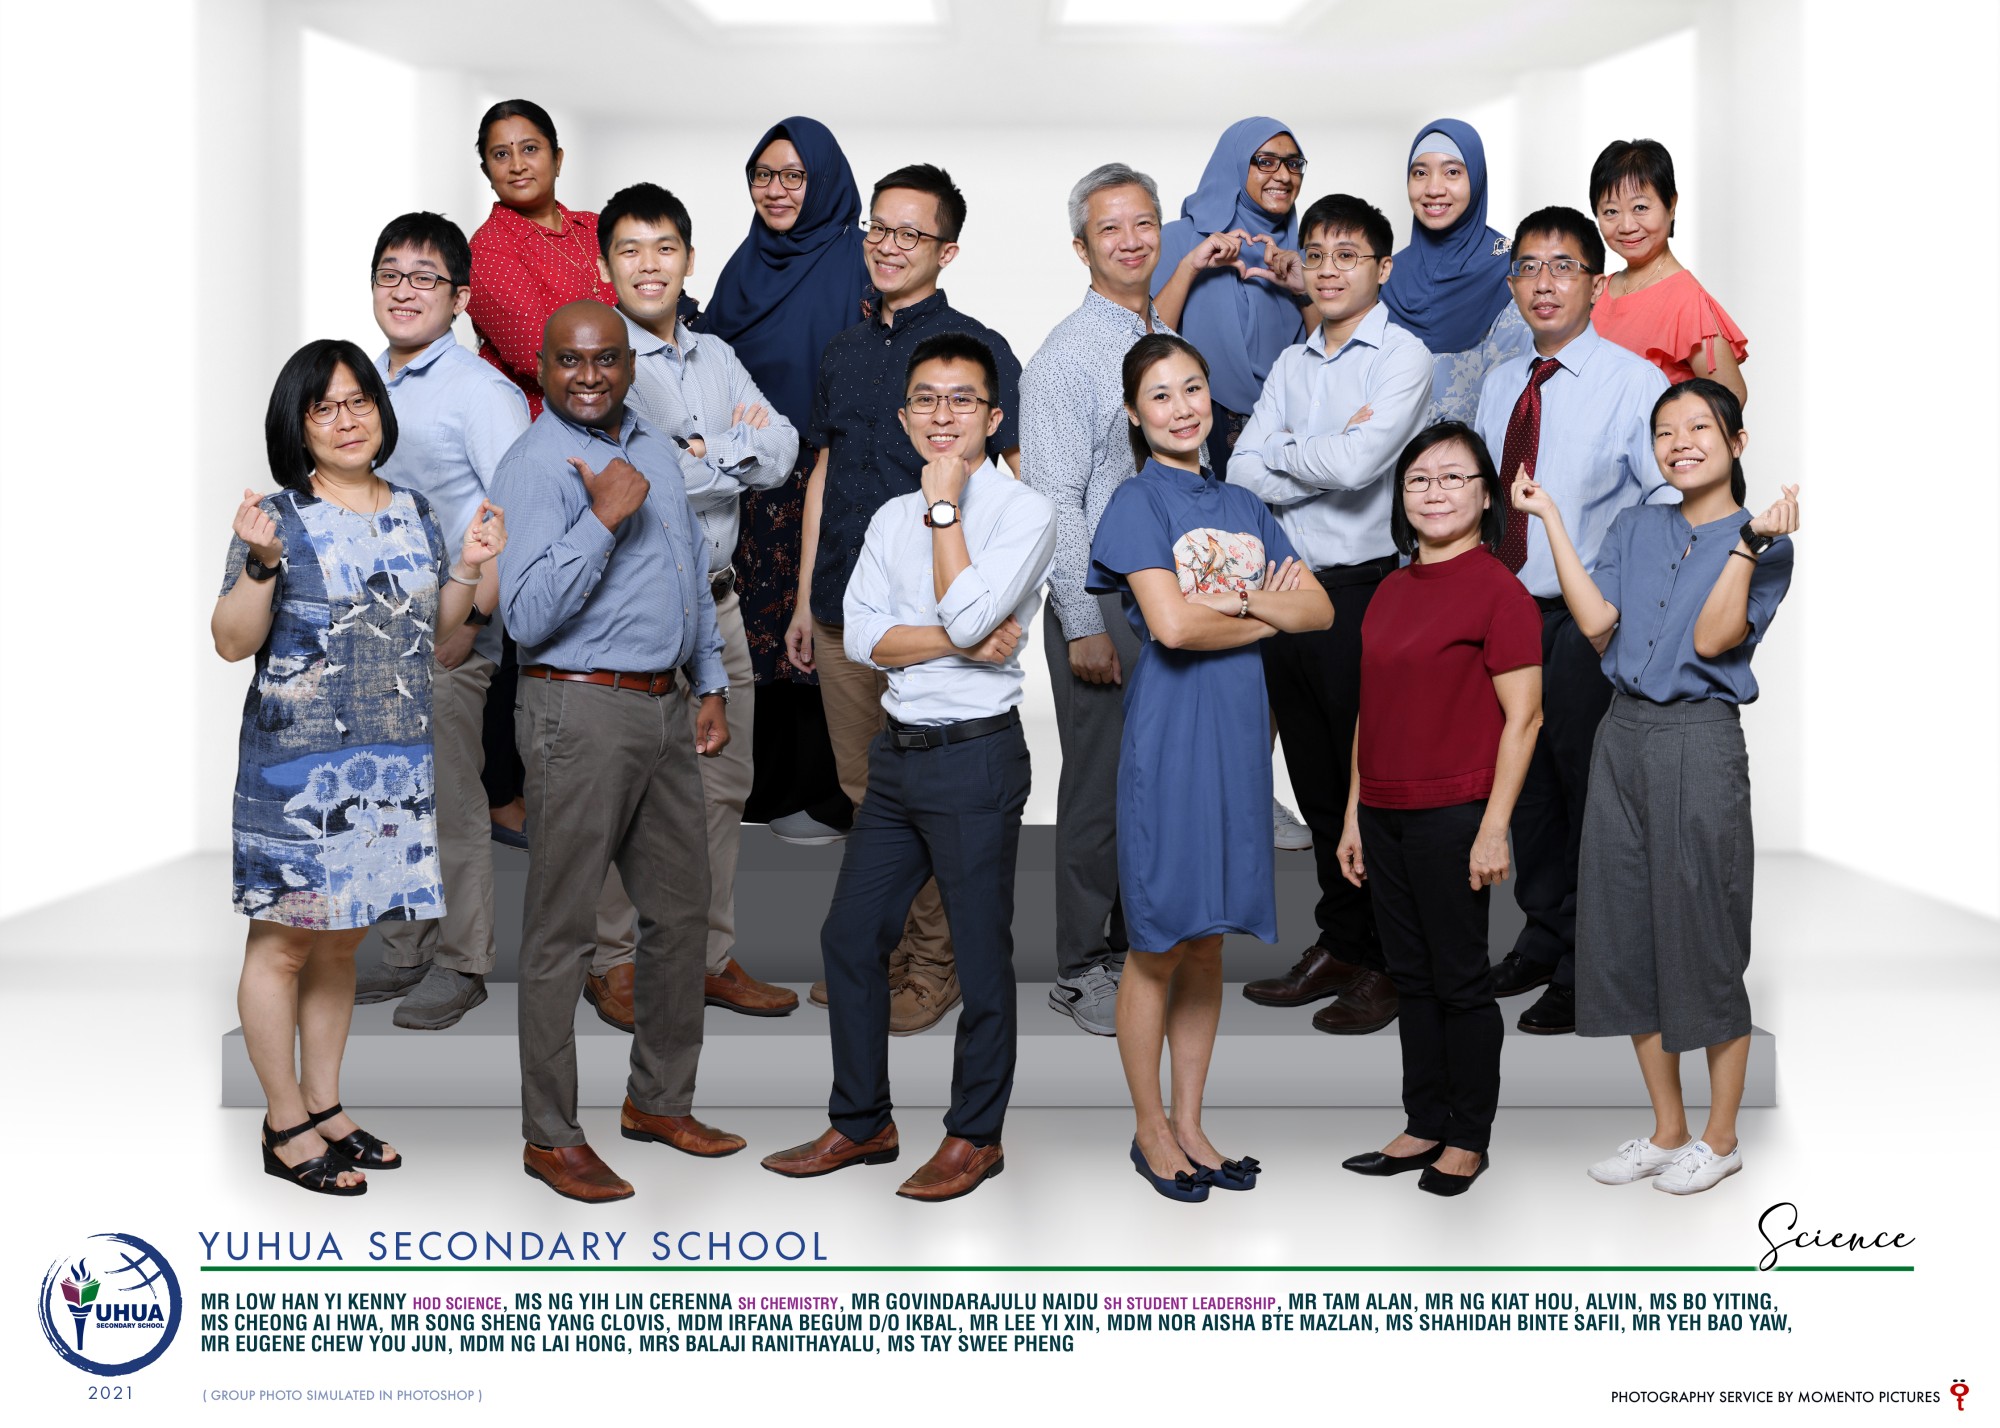 YUHUA SECONDARY SCHOOL
Science
MR LOW HAN YI KENNY HOD SCIENCE, MS NG YIH LIN CERENNA SH CHEMISTRY, MR GOVINDARAJULU NAIDU SH STUDENT LEADERSHIP, MR TAM ALAN, MR NG KIAT HOU, ALVIN, MS BO YITING,
MS CHEONG AI HWA, MR SONG SHENG YANG CLOVIS, MDM IRFANA BEGUM D/O IKBAL, MR LEE YI XIN, MDM NOR AISHA BTE MAZLAN, MS SHAHIDAH BINTE SAFII, MR YEH BAO YAW,
MR EUGENE CHEW YOU JUN, MDM NG LAI HONG, MRS BALAJI RANITHAYALU, MS TAY SWEE PHENG
YUHUA
SECONDARY SCHOOL
2021
( GROUP PHOTO SIMULATED IN PHOTOSHOP )
PHOTOGRAPHY SERVICE BY MOMENTO PICTURES